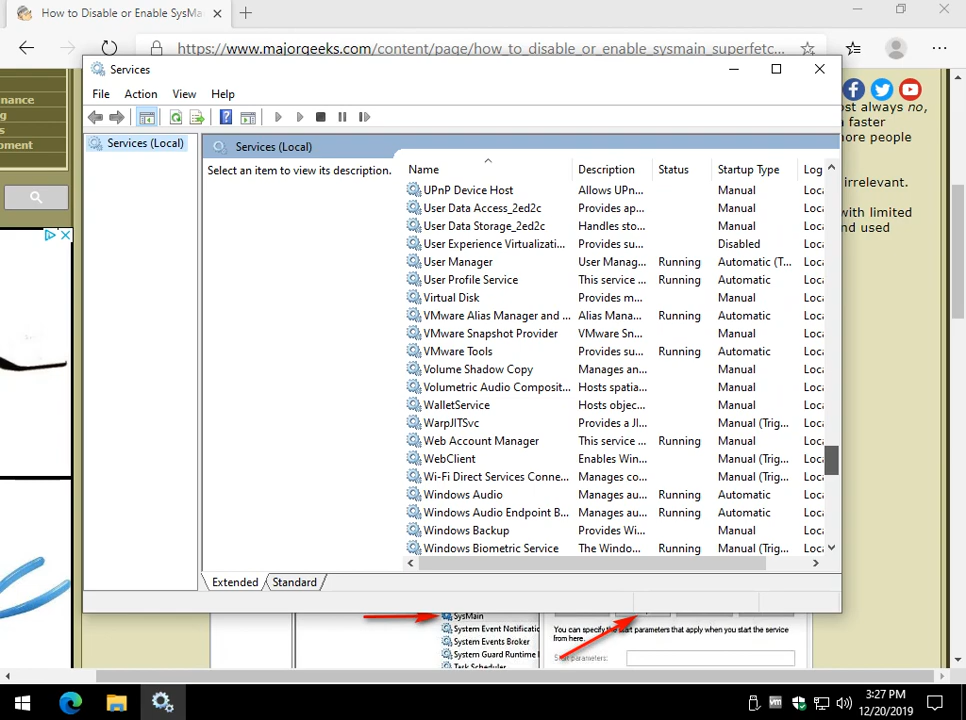 How to Disable or Enable SysMa
https://www.majorgeeks.com/content/page/how_to_disable_or_enable_sysmain_superfetc...
nance
g
s
pment
ost always no,
faster
more people
irrelevant.
with limited
nd used
Services
File Action View Help
Services (Local)
Services (Local)
Select an item to view its description.
Name Description Status Startup Type Log
UPnP Device Host Allows UPn... Manual Loca
User Data Access_2ed2c Provides ap... Manual Loca
User Data Storage_2ed2c Handles sto... Manual Loca
User Experience Virtualizati... Provides su... Disabled Loca
User Manager User Manag... Running Automatic (T... Loca
User Profile Service This service ... Running Automatic Loca
Virtual Disk Provides m... Manual Loca
VMware Alias Manager and ... Alias Mana... Running Automatic Loca
VMware Snapshot Provider VMware Sn... Manual Loca
VMware Tools Provides su... Running Automatic Loca
Volume Shadow Copy Manages an... Manual Loca
Volumetric Audio Composit... Hosts spatia... Manual Loca
WalletService Hosts objec... Manual Loca
WarpJITSvc Provides a JI... Manual (Trig... Loca
Web Account Manager This service ... Running Manual Loca
WebClient Enables Win... Manual (Trig... Loca
Wi-Fi Direct Services Conne... Manages co... Manual (Trig... Loca
Windows Audio Manages au... Running Automatic Loca
Windows Audio Endpoint B... Manages au... Running Automatic Loca
Windows Backup Provides Wi... Manual Loca
Windows Biometric Service The Windo... Running Manual (Trig... Loca
Extended Standard
SysMain
System Event Notificatio
System Events Broker
System Guard Runtime
Task Scheduler
You can specify the start parameters that apply when you start the service
from here.
Start parameters:
3:27 PM
12/20/2019